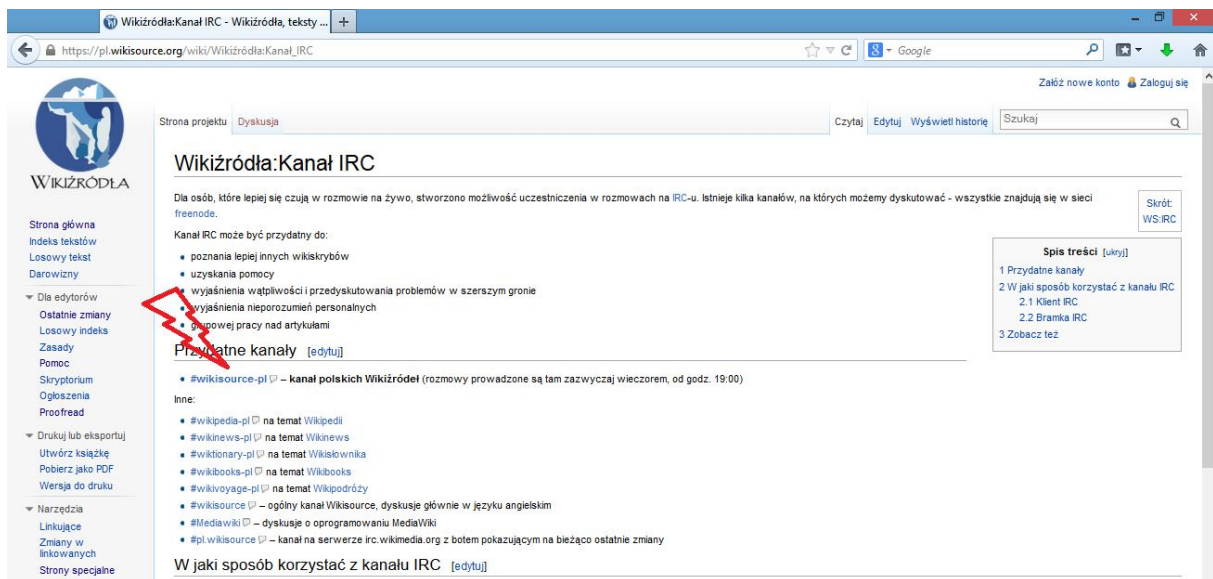 Wikiźródła:Kanał IRC - Wikiźródła, teksty ...
https://pl.wikisource.org/wiki/Wikiźródła:Kanał_IRC
Google
Załóż nowe konto Zaloguj się
Strona projektu Dyskusja
Czytaj Edytuj Wyświetl historię Szukaj
WIKIŹRÓDŁA
Strona główna
Indeks tekstów
Losowy tekst
Darowizny
Dla edytorów
Ostatnie zmiany
Losowy indeks
Zasady
Pomoc
Skryptorium
Ogłoszenia
Proofread
Drukuj lub eksportuj
Utwórz książkę
Pobierz jako PDF
Wersja do druku
Narzędzia
Linkujące
Zmiany w
linkowanych
Strony specjalne
Wikiźródła:Kanał IRC
Dla osób, które lepiej się czują w rozmowie na żywo, stworzono możliwość uczestniczenia w rozmowach na IRC-u. Istnieje kilka kanałów, na których możemy dyskutować - wszystkie znajdują się w sieci
freenode.
Skrót:
WS:IRC
Kanał IRC może być przydatny do:
poznania lepiej innych wikiskrybów
uzyskania pomocy
wyjaśnienia wątpliwości i przedyskutowania problemów w szerszym gronie
wyjaśnienia nieporozumień personalnych
grupowej pracy nad artykułami
Spis treści [ukryj]
1 Przydatne kanały
2 W jaki sposób korzystać z kanału IRC
2.1 Klient IRC
2.2 Bramka IRC
3 Zobacz też
Przydatne kanały [edytuj]
#wikisource-pl – kanał polskich Wikiźródeł (rozmowy prowadzone są tam zazwyczaj wieczorem, od godz. 19:00)
Inne:
#wikipedia-pl na temat Wikipedii
#wikinews-pl na temat Wikinews
#wiktionary-pl na temat Wikisłownika
#wikibooks-pl na temat Wikibooks
#wikivoyage-pl na temat Wikipodróży
#wikisource – ogólny kanał Wikisource, dyskusje głównie w języku angielskim
#Mediawiki – dyskusje o oprogramowaniu MediaWiki
#pl.wikisource – kanał na serwerze irc.wikimedia.org z botem pokazującym na bieżąco ostatnie zmiany
W jaki sposób korzystać z kanału IRC [edytuj]